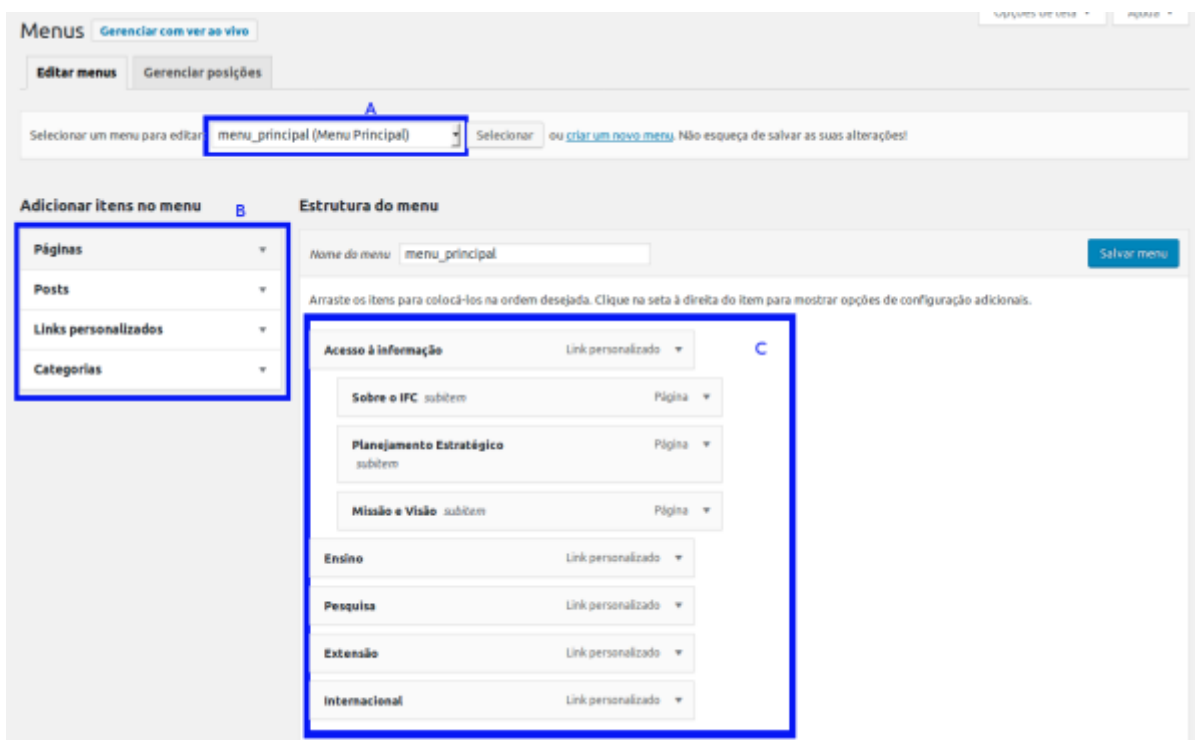 Opções de tela ▾ Ajuda ▾
Menus Gerenciar com ver ao vivo
Editar menus Gerenciar posições
A
Selecionar um menu para editar menu_principal (Menu Principal) Selecionar ou criar um novo menu. Não esqueça de salvar as suas alterações!
Adicionar itens no menu B
Páginas
Posts
Links personalizados
Categorias
Estrutura do menu
Nome do menu menu_principal Salvar menu
Arraste os itens para colocá-los na ordem desejada. Clique na seta à direita do item para mostrar opções de configuração adicionais.
C
Acesso à informação Link personalizado
Sobre o IFC subitem Página
Planejamento Estratégico Página
subitem
Missão e Visão subitem Página
Ensino Link personalizado
Pesquisa Link personalizado
Extensão Link personalizado
Internacional Link personalizado